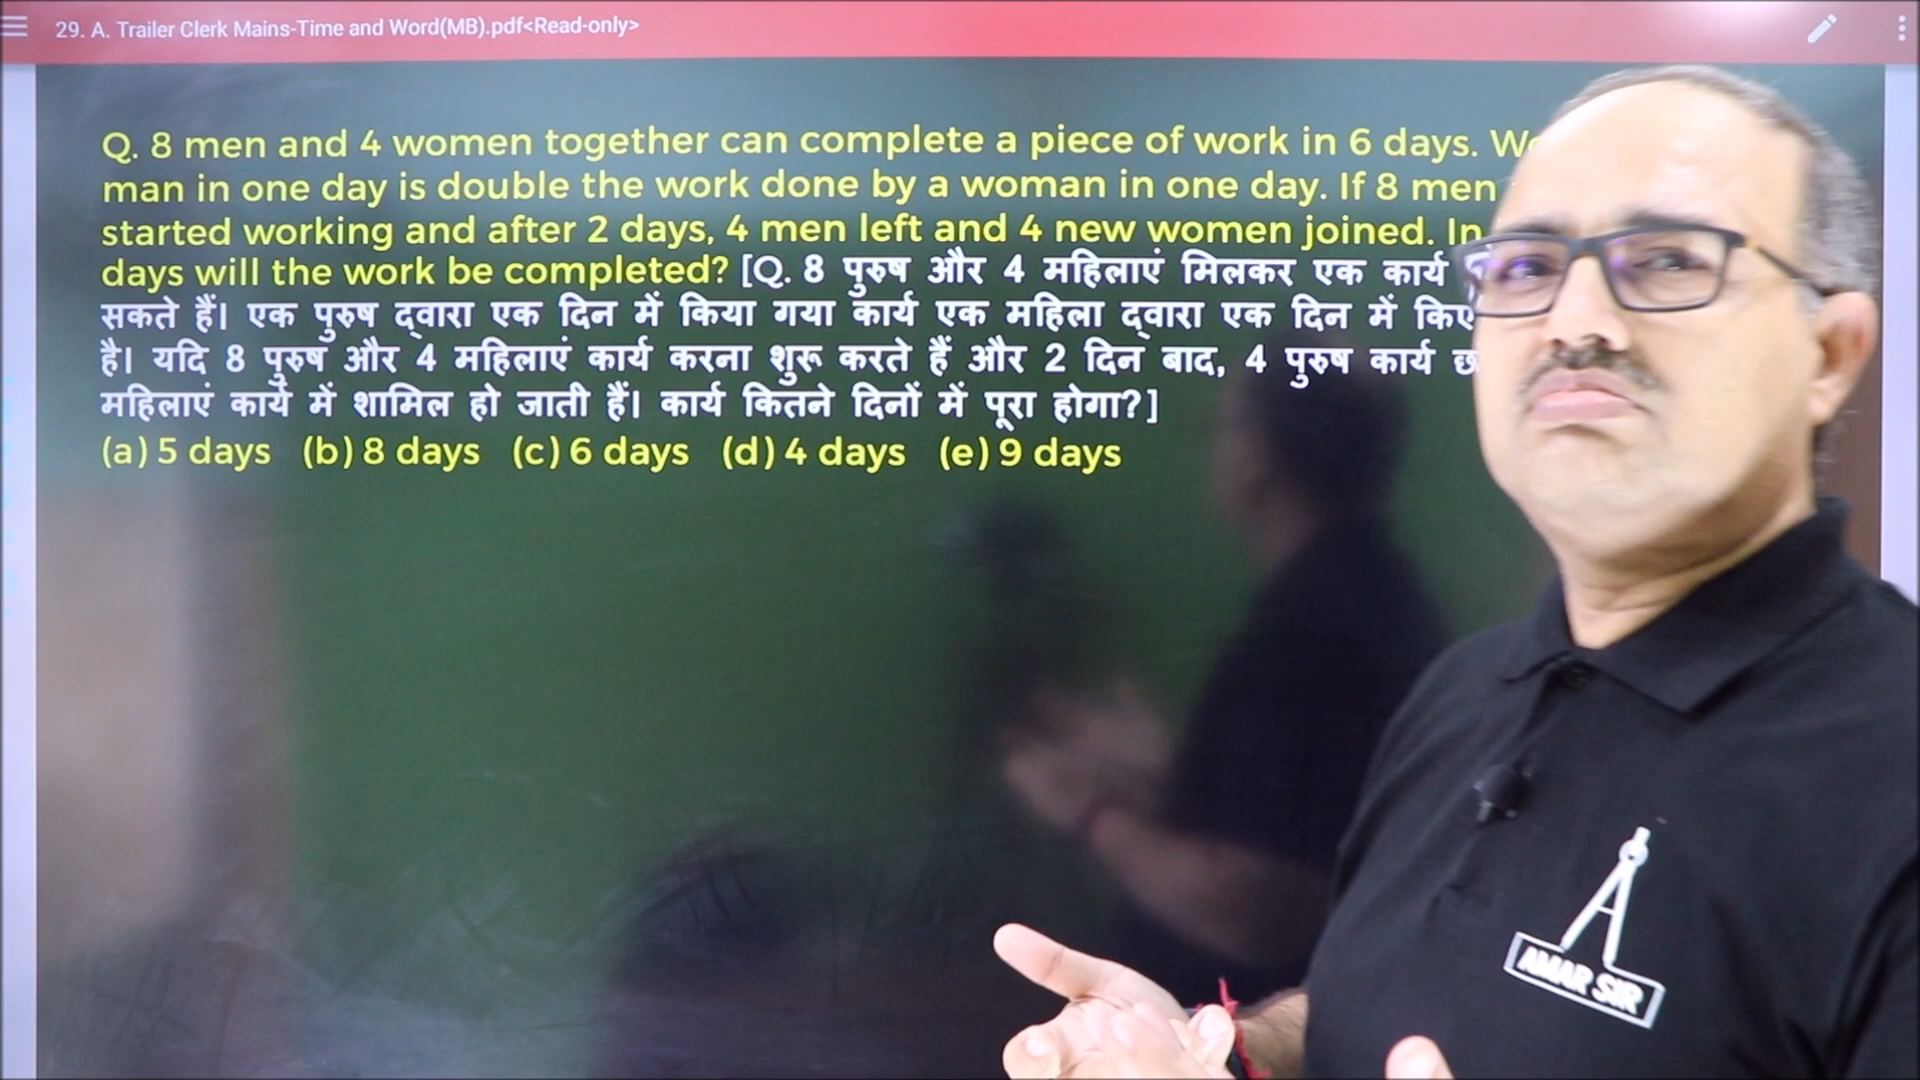 29. A. Trailer Clerk Mains-Time and Word(MB).pdf<Read-only>
Q. 8 men and 4 women together can complete a piece of work in 6 days.
man in one day is double the work done by a woman in one day. If 8 men
started working and after 2 days, 4 men left and 4 new women joined. In
days will the work be completed? [Q. 8 पुरुष और 4 महिलाएं मिलकर एक कार्य
सकते हैं। एक पुरुष द्वारा एक दिन में किया गया कार्य एक महिला द्वारा एक दिन में
है। यदि 8 पुरुष और 4 महिलाएं कार्य करना शुरू करते हैं और 2 दिन बाद, 4 पुरुष कार्य
महिलाएं कार्य में शामिल हो जाती हैं। कार्य कितने दिनों में पूरा होगा?]
(a) 5 days (b) 8 days (c) 6 days (d) 4 days (e) 9 days
AMAR SIR